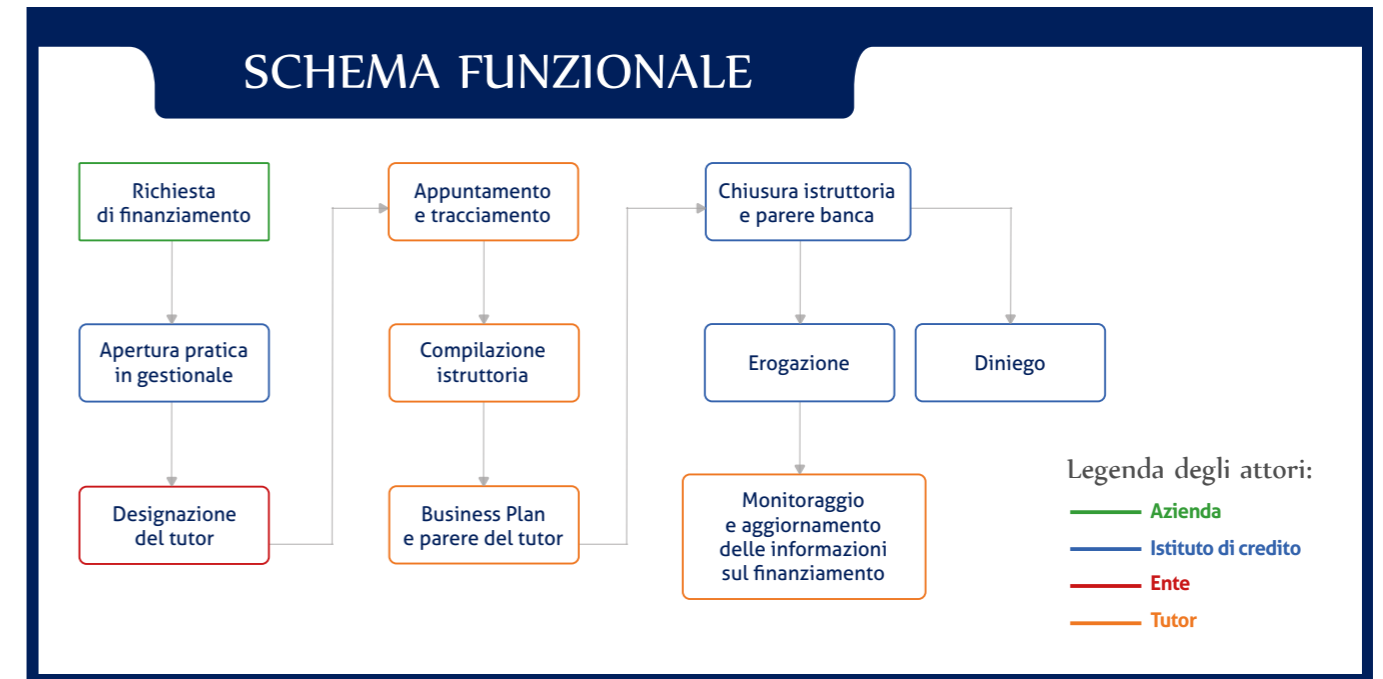 SCHEMA FUNZIONALE
Richiesta
di finanziamento
Apertura pratica
in gestionale
Designazione
del tutor
Appuntamento
e tracciamento
Compilazione
istruttoria
Business Plan
e parere del tutor
Chiusura istruttoria
e parere banca
Erogazione
Diniego
Monitoraggio
e aggiornamento
delle informazioni
sul finanziamento
Legenda degli attori:
Azienda
Istituto di credito
Ente
Tutor